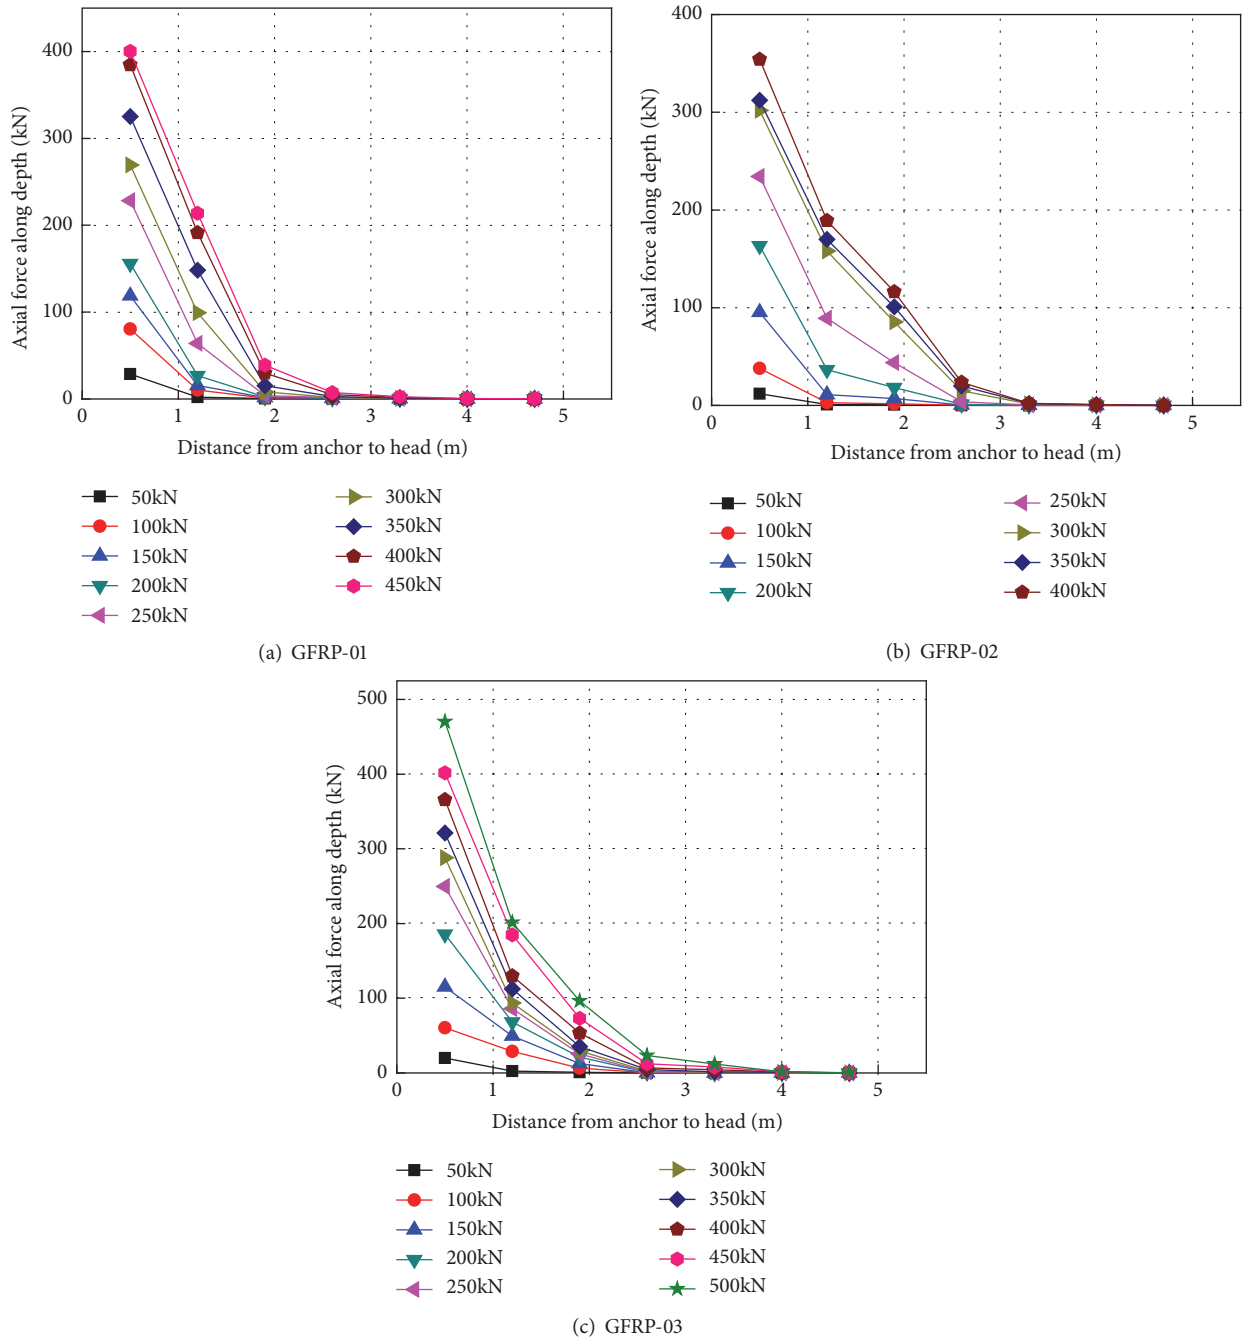 Axial force along depth (kN)
400
300
200
100
0
0 1 2 3 4 5
Distance from anchor to head (m)
50kN
100kN
150kN
200kN
250kN
300kN
350kN
400kN
450kN
(a) GFRP-01
Axial force along depth (kN)
400
300
200
100
0
0 1 2 3 4 5
Distance from anchor to head (m)
50kN
100kN
150kN
200kN
250kN
300kN
350kN
400kN
(b) GFRP-02
Axial force along depth (kN)
500
400
300
200
100
0
0 1 2 3 4 5
Distance from anchor to head (m)
50kN
100kN
150kN
200kN
250kN
300kN
350kN
400kN
450kN
500kN
(c) GFRP-03